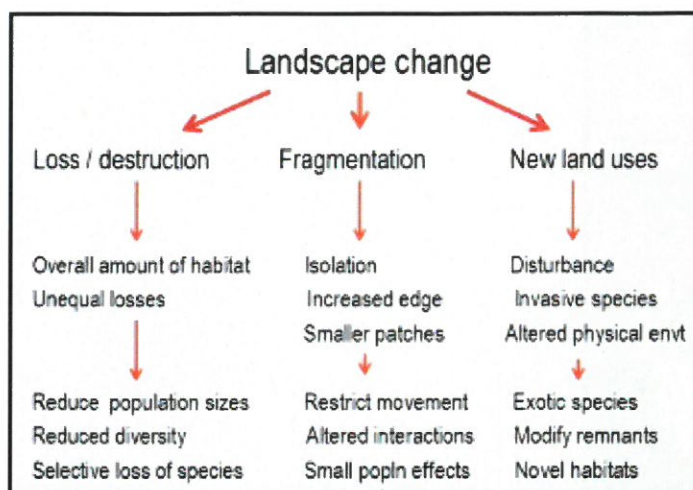 Landscape change
Loss / destruction
Fragmentation
New land uses
Overall amount of habitat
Unequal losses
Isolation
Increased edge
Smaller patches
Disturbance
Invasive species
Altered physical envt
Reduce population sizes
Reduced diversity
Selective loss of species
Restrict movement
Altered interactions
Small popln effects
Exotic species
Modify remnants
Novel habitats